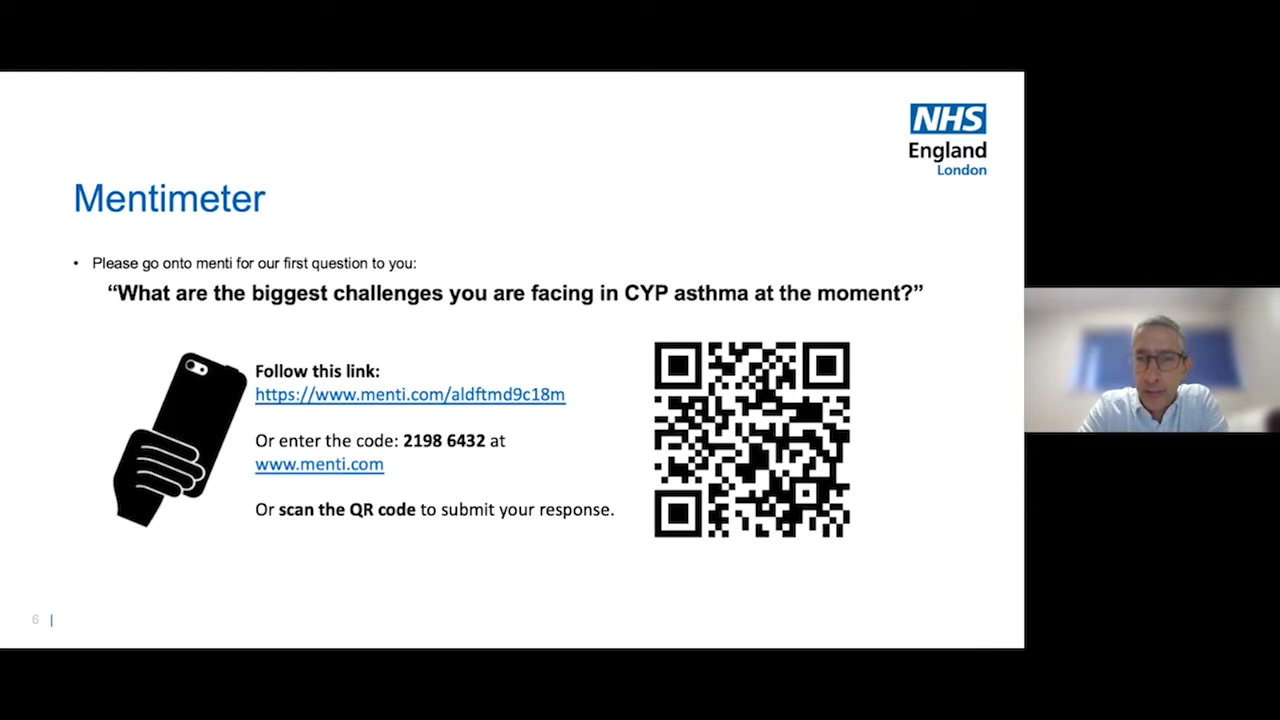 NHS
England
London
Mentimeter
• Please go onto menti for our first question to you:
“What are the biggest challenges you are facing in CYP asthma at the moment?”
Follow this link:
https://www.menti.com/aldftmd9c18m
Or enter the code: 2198 6432 at
www.menti.com
Or scan the QR code to submit your response.
6 |